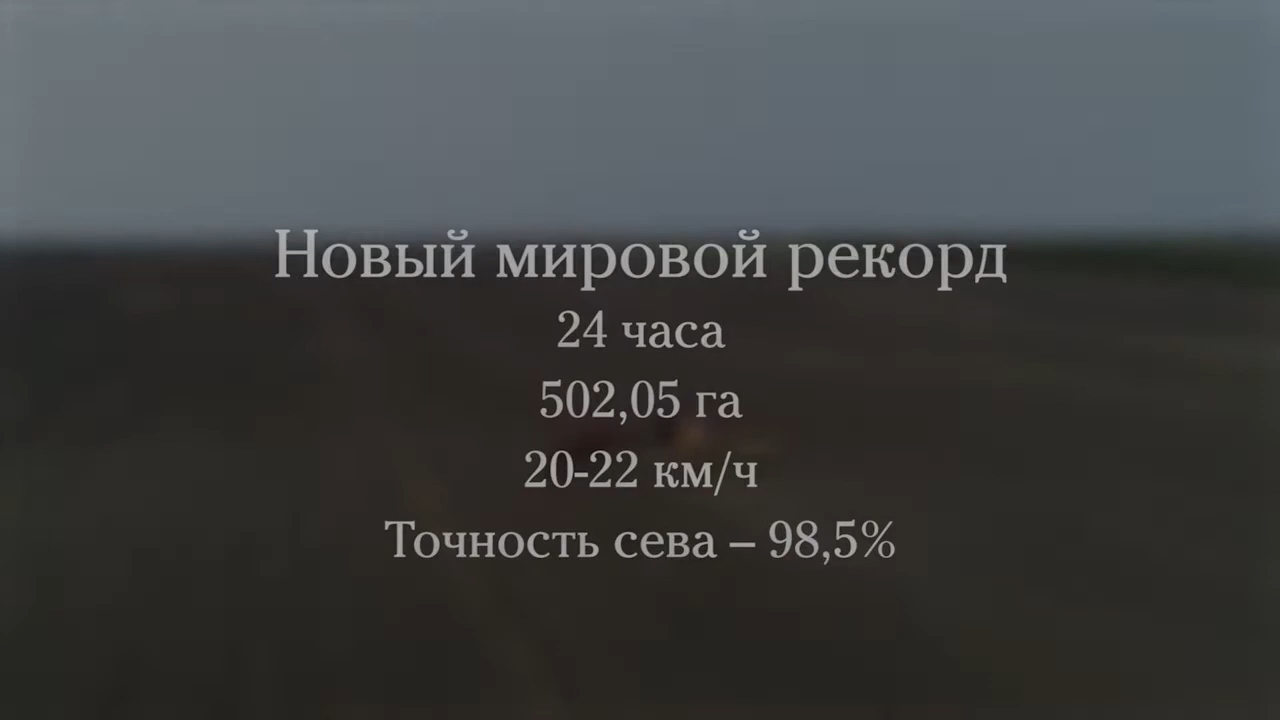 Новый мировой рекорд
24 часа
502,05 га
20-22 км/ч
Точность сева – 98,5%